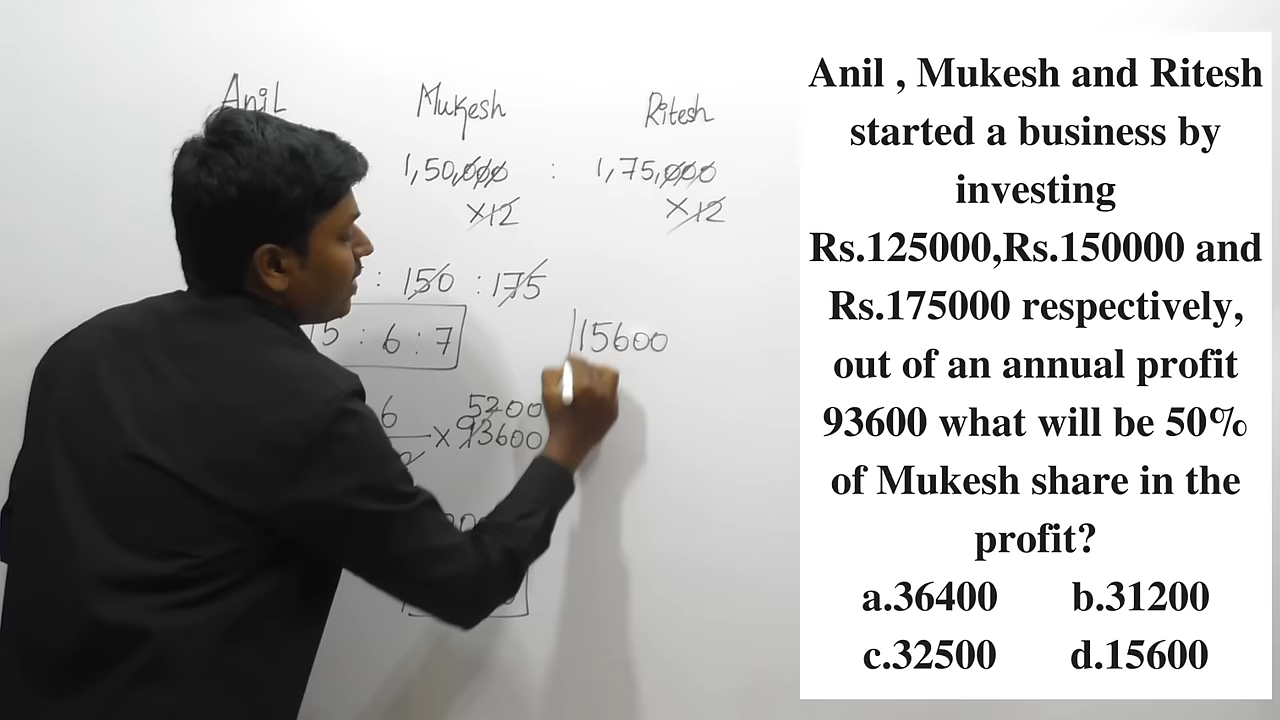 Anil Mukesh Ritesh
1,50,000 : 1,75,000
×12 ×12
: 150 : 175
5 : 6 : 7
15600
6 5200
× 93600
Anil , Mukesh and Ritesh
started a business by
investing
Rs.125000,Rs.150000 and
Rs.175000 respectively,
out of an annual profit
93600 what will be 50%
of Mukesh share in the
profit?
a.36400 b.31200
c.32500 d.15600